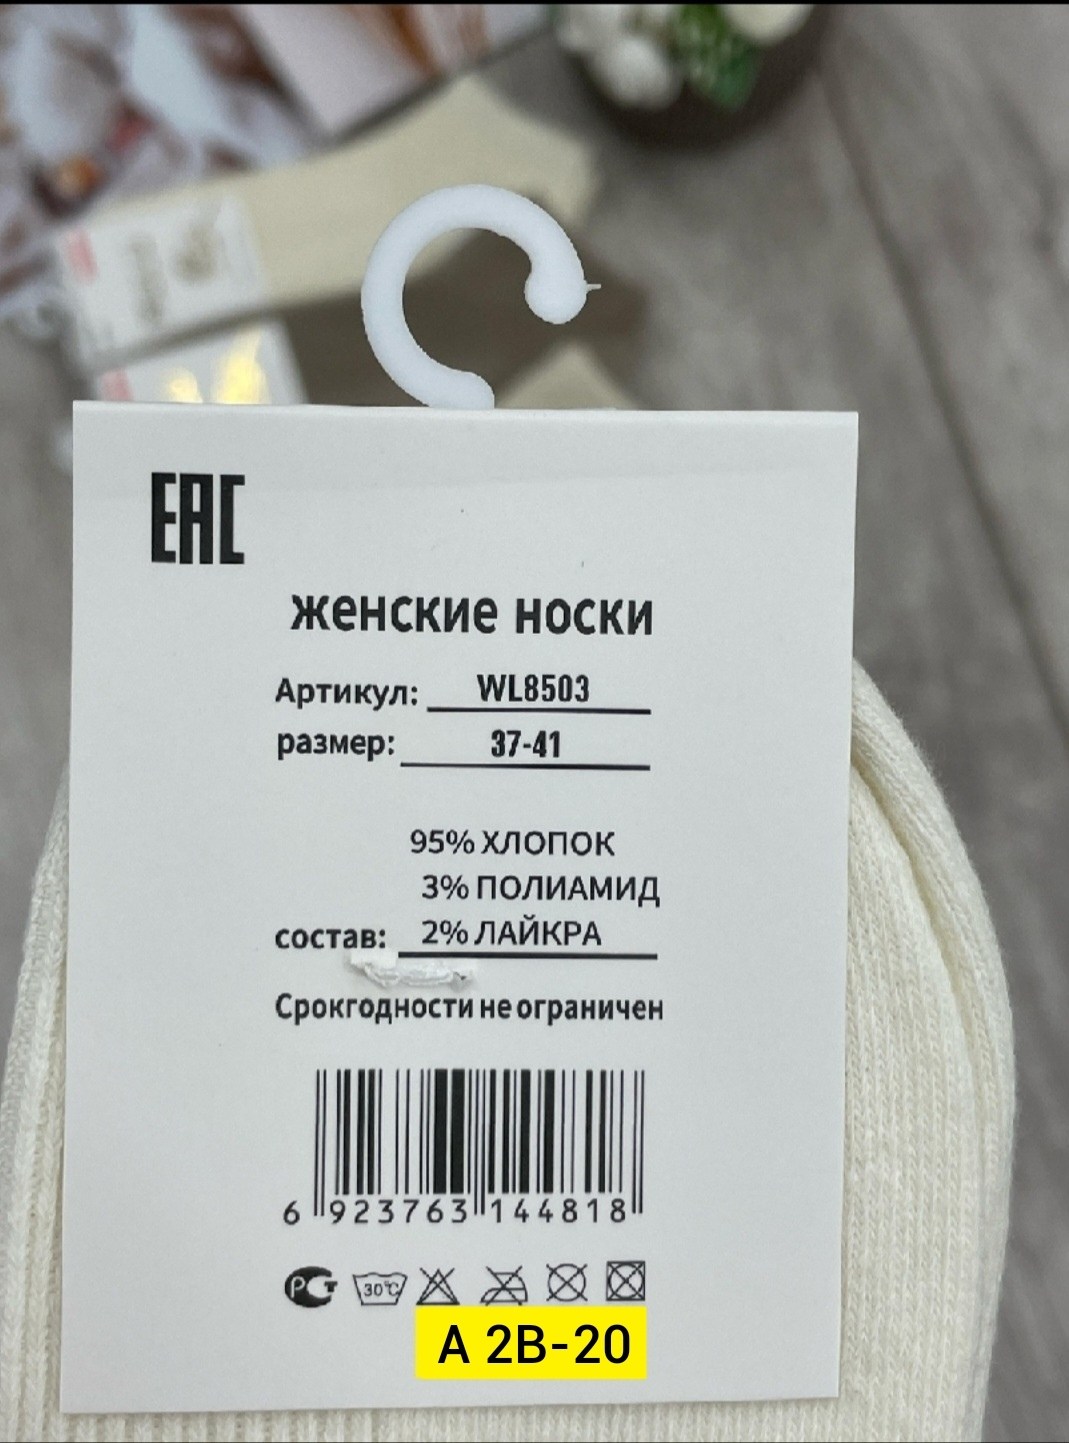 EAC
женские носки
Артикул: WL8503
размер: 37-41
95% ХЛОПОК
3% ПОЛИАМИД
состав: 2% ЛАЙКРА
Срокгодности не ограничен
6 923763 144818
РСТ 30°C
A 2B-20